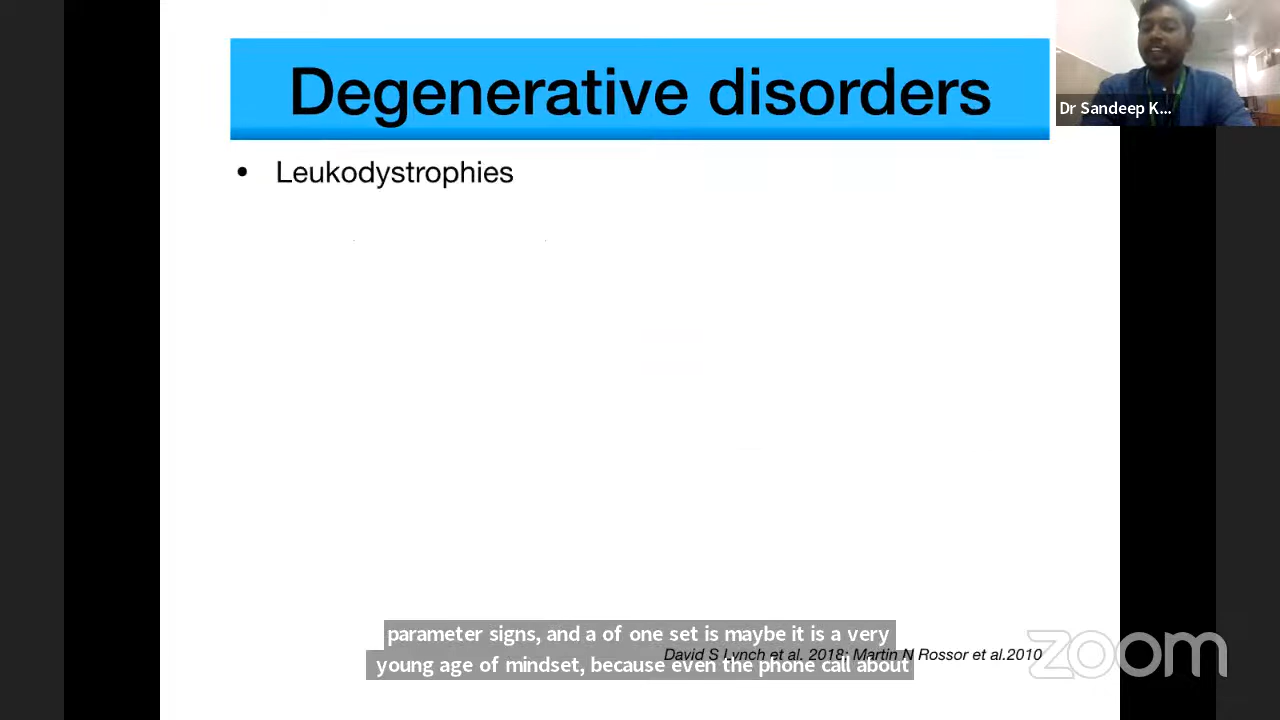 Degenerative disorders
Dr Sandeep K...
• Leukodystrophies
parameter signs, and a of one set is maybe it is a very
young age of mindset, because even the phone call about
David S Lynch et al. 2018; Martin N Rossor et al.2010
zoom